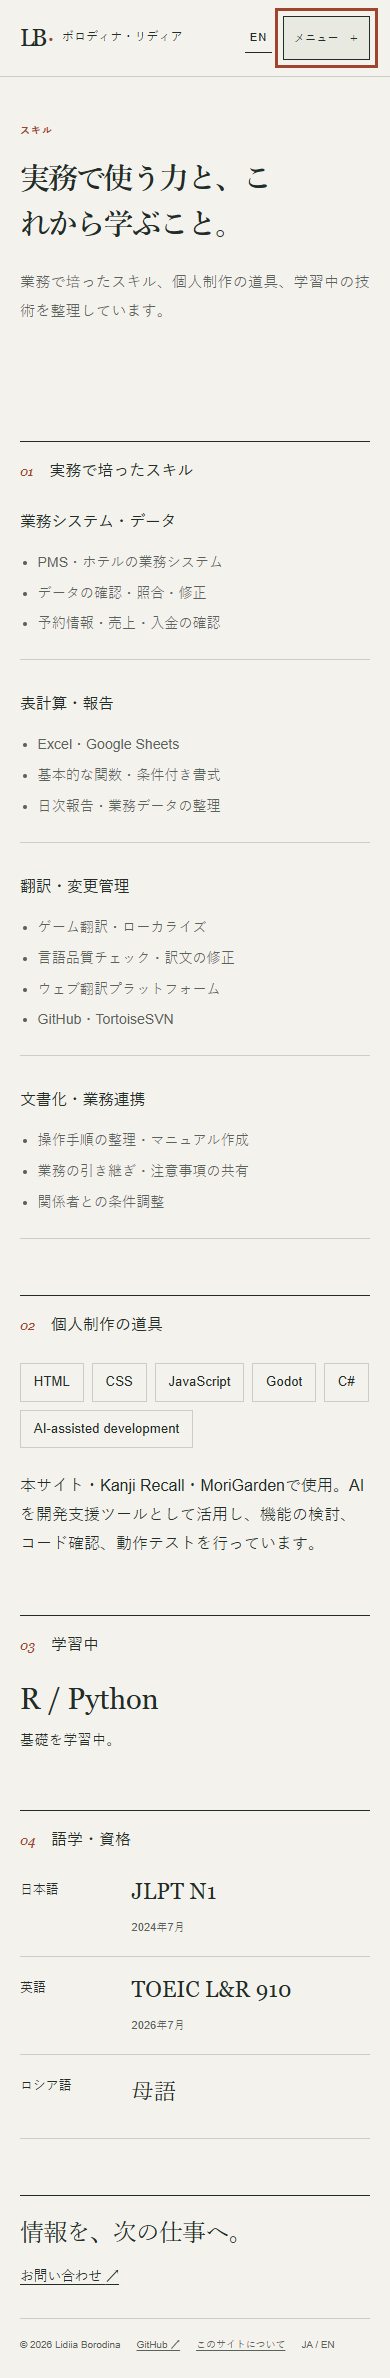 LB· ボロディナ・リディア EN メニュー +
スキル
実務で使う力と、こ
れから学ぶこと。
業務で培ったスキル、個人制作の道具、学習中の技
術を整理しています。
01 実務で培ったスキル
業務システム・データ
• PMS・ホテルの業務システム
• データの確認・照合・修正
• 予約情報・売上・入金の確認
表計算・報告
• Excel・Google Sheets
• 基本的な関数・条件付き書式
• 日次報告・業務データの整理
翻訳・変更管理
• ゲーム翻訳・ローカライズ
• 言語品質チェック・訳文の修正
• ウェブ翻訳プラットフォーム
• GitHub・TortoiseSVN
文書化・業務連携
• 操作手順の整理・マニュアル作成
• 業務の引き継ぎ・注意事項の共有
• 関係者との条件調整
02 個人制作の道具
HTML CSS JavaScript Godot C#
AI-assisted development
本サイト・Kanji Recall・MoriGardenで使用。AI
を開発支援ツールとして活用し、機能の検討、
コード確認、動作テストを行っています。
03 学習中
R / Python
基礎を学習中。
04 語学・資格
日本語 JLPT N1
2024年7月
英語 TOEIC L&R 910
2026年7月
ロシア語 母語
情報を、次の仕事へ。
お問い合わせ ↗
© 2026 Lidiia Borodina GitHub ↗ このサイトについて JA / EN